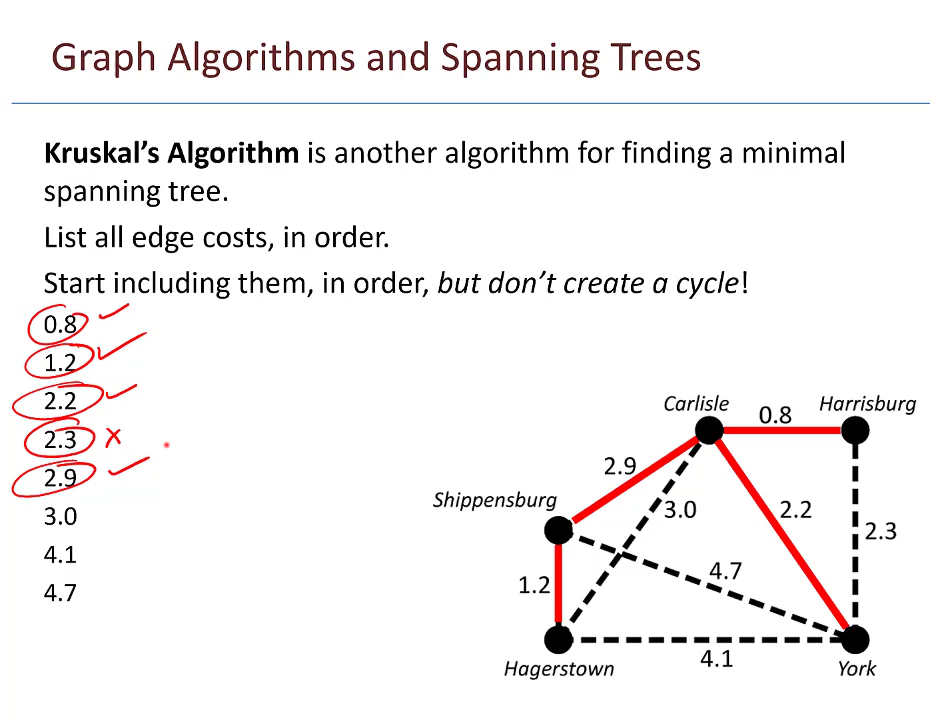 Graph Algorithms and Spanning Trees
Kruskal's Algorithm is another algorithm for finding a minimal
spanning tree.
List all edge costs, in order.
Start including them, in order, but don't create a cycle!
0.8
1.2
2.2
2.3
2.9
3.0
4.1
4.7
Carlisle
Harrisburg
0.8
2.9
Shippensburg
3.0
2.2
2.3
4.7
1.2
4.1
Hagerstown
York